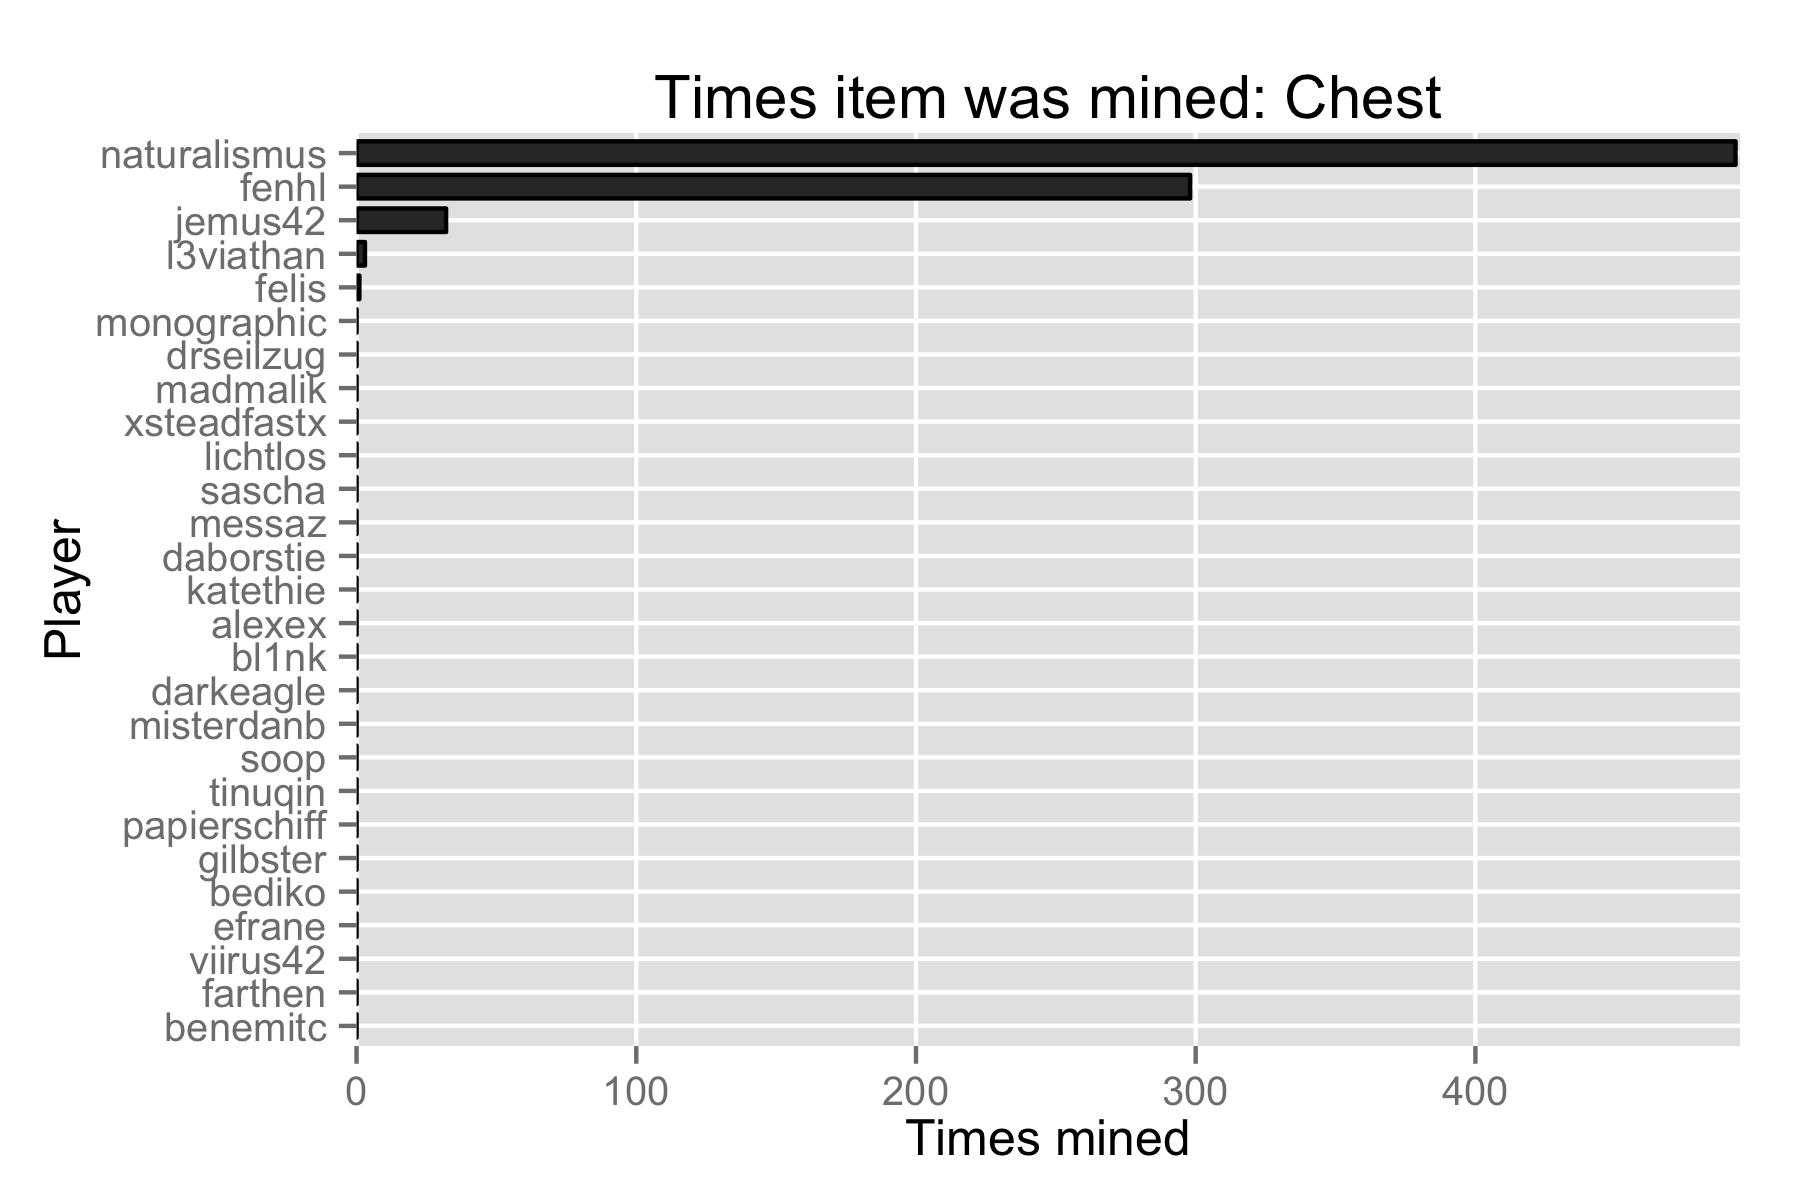 Times item was mined: Chest
naturalismus
fenhl
jemus42
l3viathan
felis
monographic
drseilzug
madmalik
xsteadfastx
lichtlos
sascha
messaz
daborstie
katethie
alexex
bl1nk
darkeagle
misterdanb
soop
tinuqin
papierschiff
gilbster
bediko
efrane
viirus42
farthen
benemitc
Player
0 100 200 300 400
Times mined